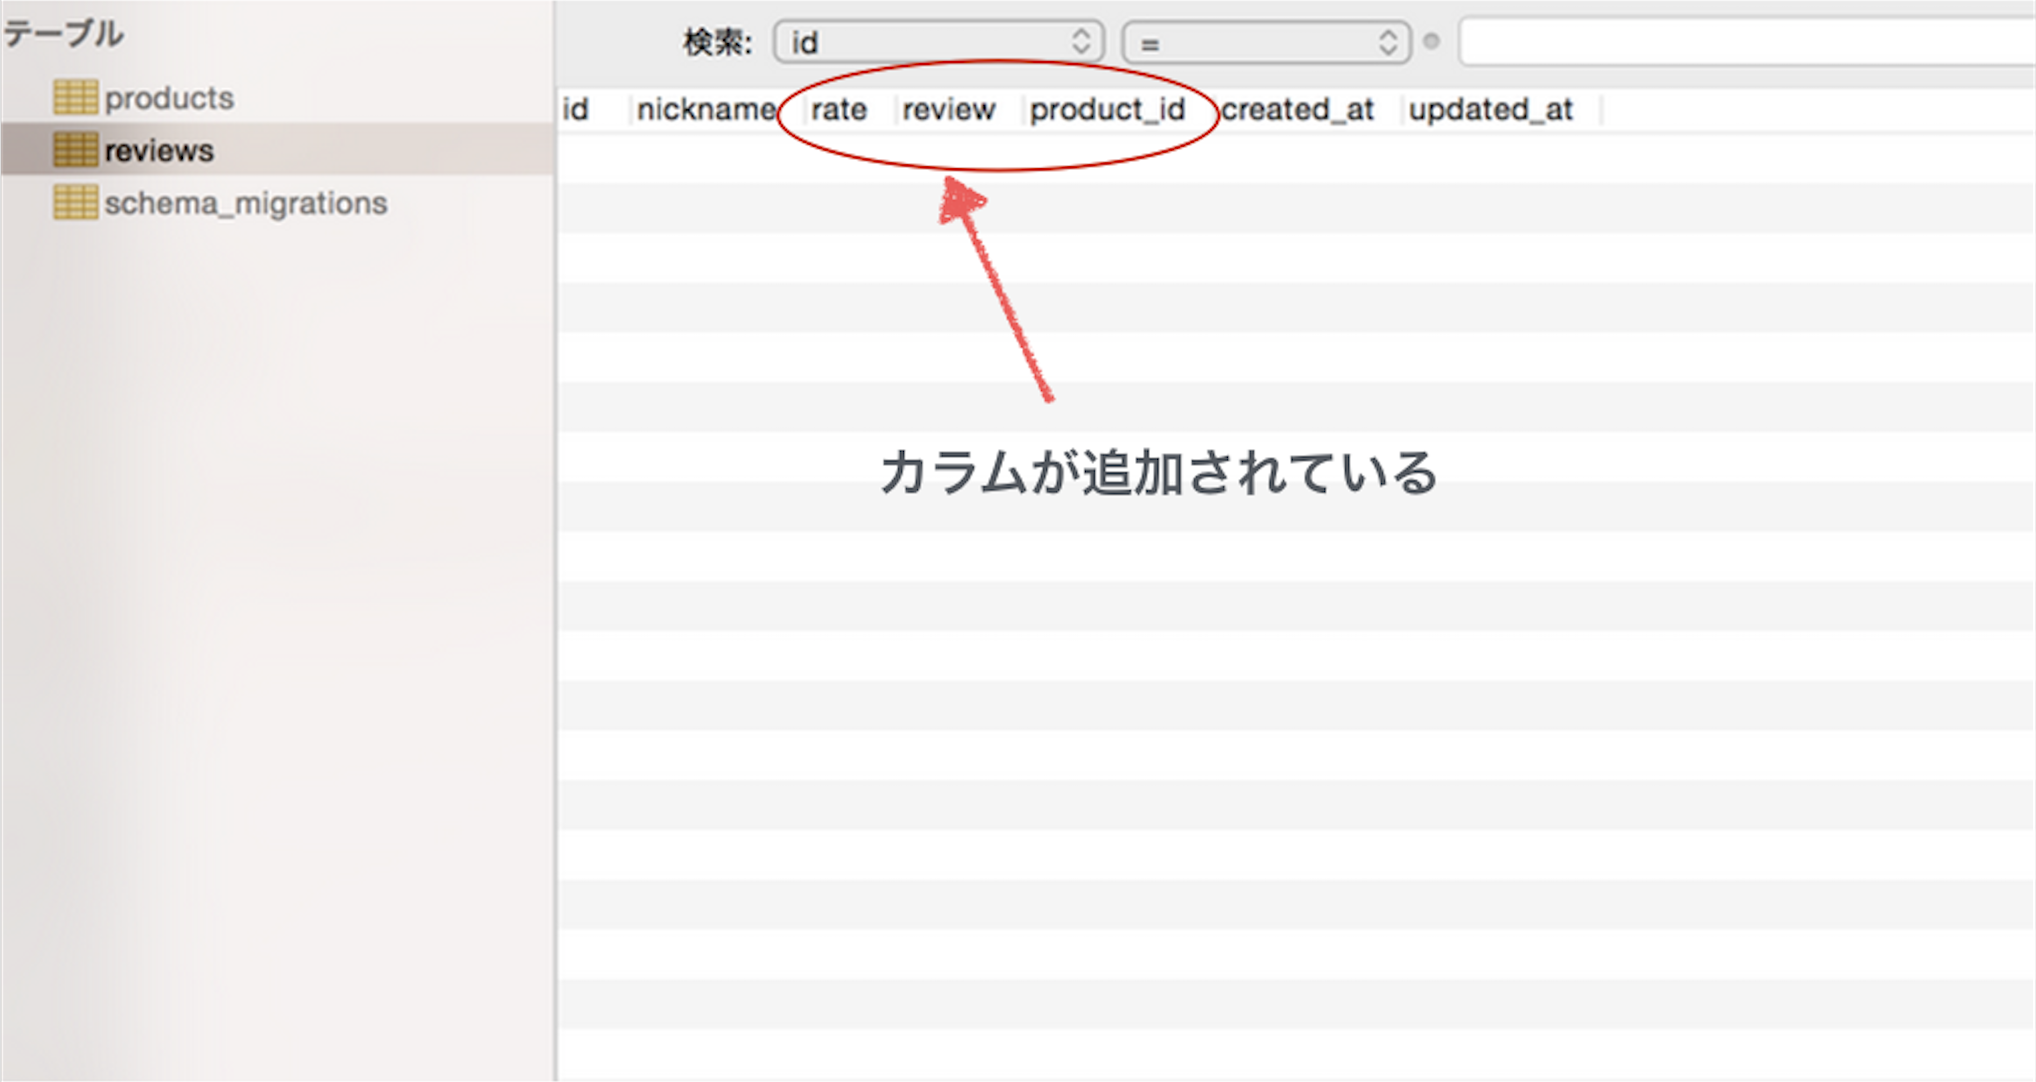 テーブル
products
reviews
schema_migrations
検索: id =
id nickname rate review product_id created_at updated_at
カラムが追加されている